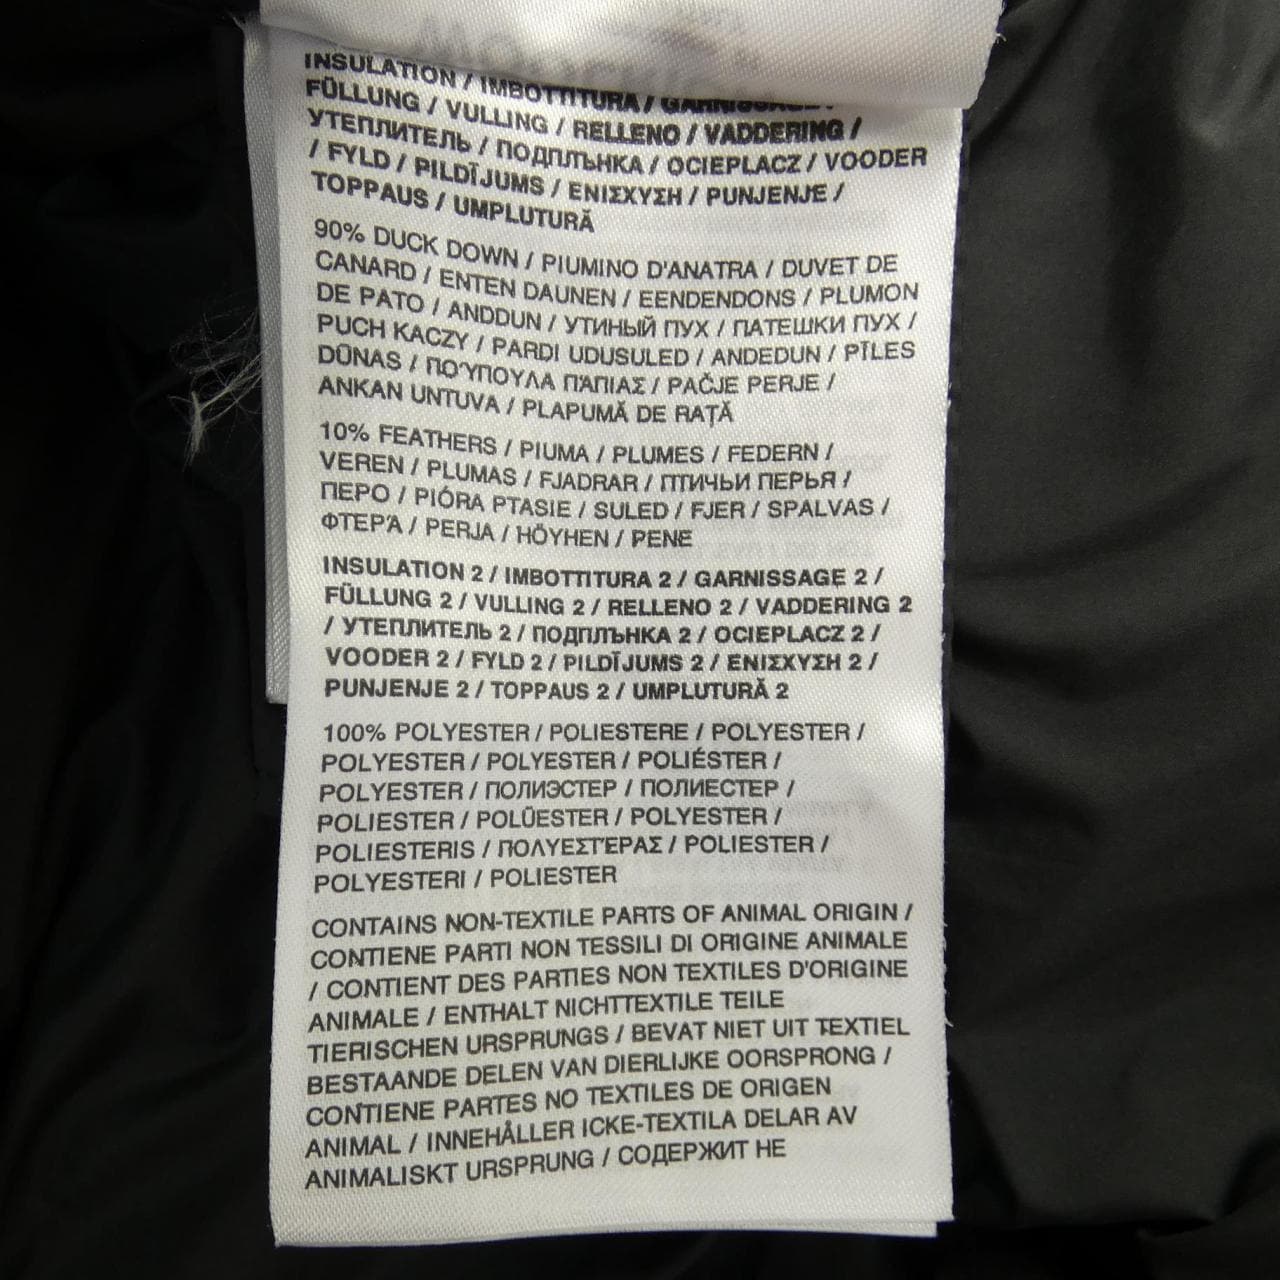 INSULATION / IMBOTTITURA / GARNISSAGE /
FÜLLUNG / VULLING / RELLENO / VADDERING /
УТЕПЛИТЕЛЬ / ПОДПЛЪНКА / OCIEPLACZ / VOODER
/ FYLD / PILDĪJUMS / ΕΝΙΣΧΥΣΗ / PUNJENJE /
TOPPAUS / UMPLUTURĂ
90% DUCK DOWN / PIUMINO D'ANATRA / DUVET DE
CANARD / ENTEN DAUNEN / EENDENDONS / PLUMON
DE PATO / ANDDUN / УТИНЫЙ ПУХ / ПАТЕШКИ ПУХ /
PUCH KACZY / PARDI UDUSULED / ANDEDUN / PĪLES
DŪNAS / ΠΟΎΠΟΥΛΑ ΠΆΠΙΑΣ / PAČJE PERJE /
ANKAN UNTUVA / PLAPUMĂ DE RAȚĂ
10% FEATHERS / PIUMA / PLUMES / FEDERN /
VEREN / PLUMAS / FJADRAR / ПТИЧЬИ ПЕРЬЯ /
ПЕРО / PIÓRA PTASIE / SULED / FJER / SPALVAS /
ΦΤΕΡΆ / PERJA / HÖYHEN / PENE
INSULATION 2 / IMBOTTITURA 2 / GARNISSAGE 2 /
FÜLLUNG 2 / VULLING 2 / RELLENO 2 / VADDERING 2
/ УТЕПЛИТЕЛЬ 2 / ПОДПЛЪНКА 2 / OCIEPLACZ 2 /
VOODER 2 / FYLD 2 / PILDĪJUMS 2 / ΕΝΙΣΧΥΣΗ 2 /
PUNJENJE 2 / TOPPAUS 2 / UMPLUTURĂ 2
100% POLYESTER / POLIESTERE / POLYESTER /
POLYESTER / POLYESTER / POLIÉSTER /
POLYESTER / ПОЛИЭСТЕР / ПОЛИЕСТЕР /
POLIESTER / POLÜESTER / POLYESTER /
POLIESTERIS / ΠΟΛΥΕΣΤΈΡΑΣ / POLIESTER /
POLYESTERI / POLIESTER
CONTAINS NON-TEXTILE PARTS OF ANIMAL ORIGIN /
CONTIENE PARTI NON TESSILI DI ORIGINE ANIMALE
/ CONTIENT DES PARTIES NON TEXTILES D'ORIGINE
ANIMALE / ENTHALT NICHTTEXTILE TEILE
TIERISCHEN URSPRUNGS / BEVAT NIET UIT TEXTIEL
BESTAANDE DELEN VAN DIERLIJKE OORSPRONG /
CONTIENE PARTES NO TEXTILES DE ORIGEN
ANIMAL / INNEHÅLLER ICKE-TEXTILA DELAR AV
ANIMALISKT URSPRUNG / СОДЕРЖИТ НЕ